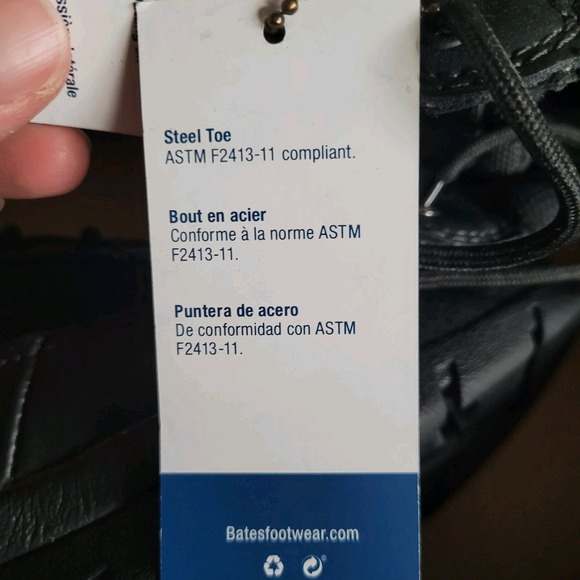 Steel Toe
ASTM F2413-11 compliant.
Bout en acier
Conforme à la norme ASTM
F2413-11.
Puntera de acero
De conformidad con ASTM
F2413-11.
Batesfootwear.com